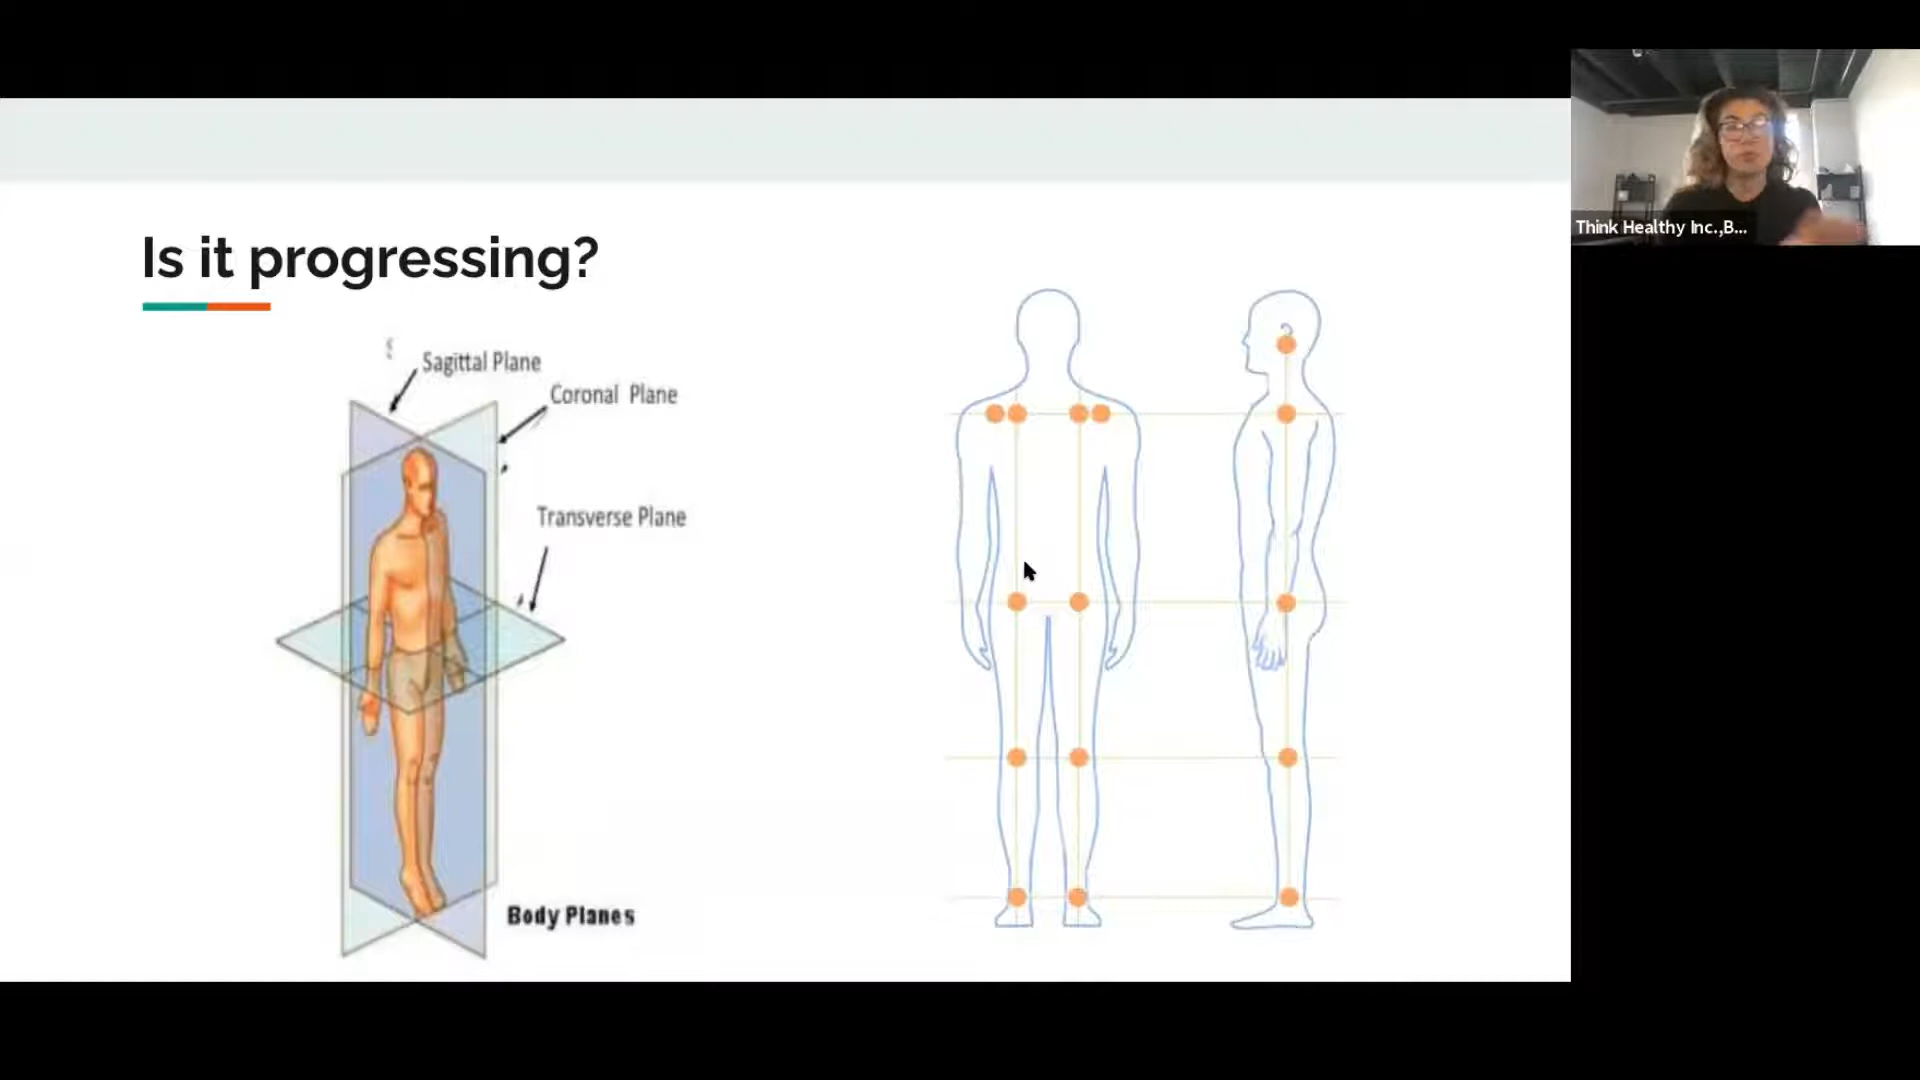 Is it progressing?
Sagittal Plane
Coronal Plane
Transverse Plane
Body Planes
Think Healthy Inc.,B...